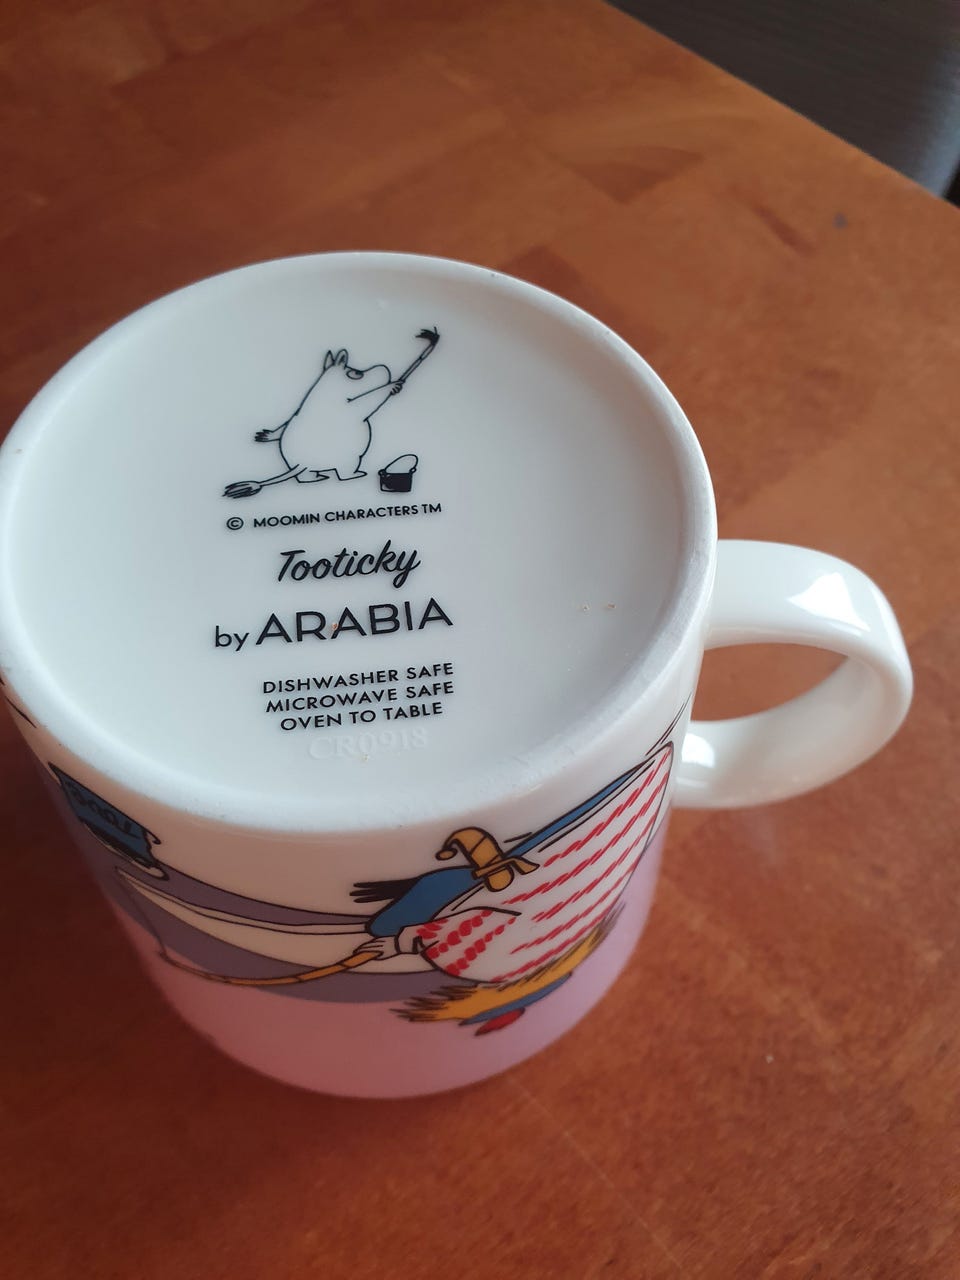 © MOOMIN CHARACTERS TM
Tooticky
by ARABIA
DISHWASHER SAFE
MICROWAVE SAFE
OVEN TO TABLE
CR0918